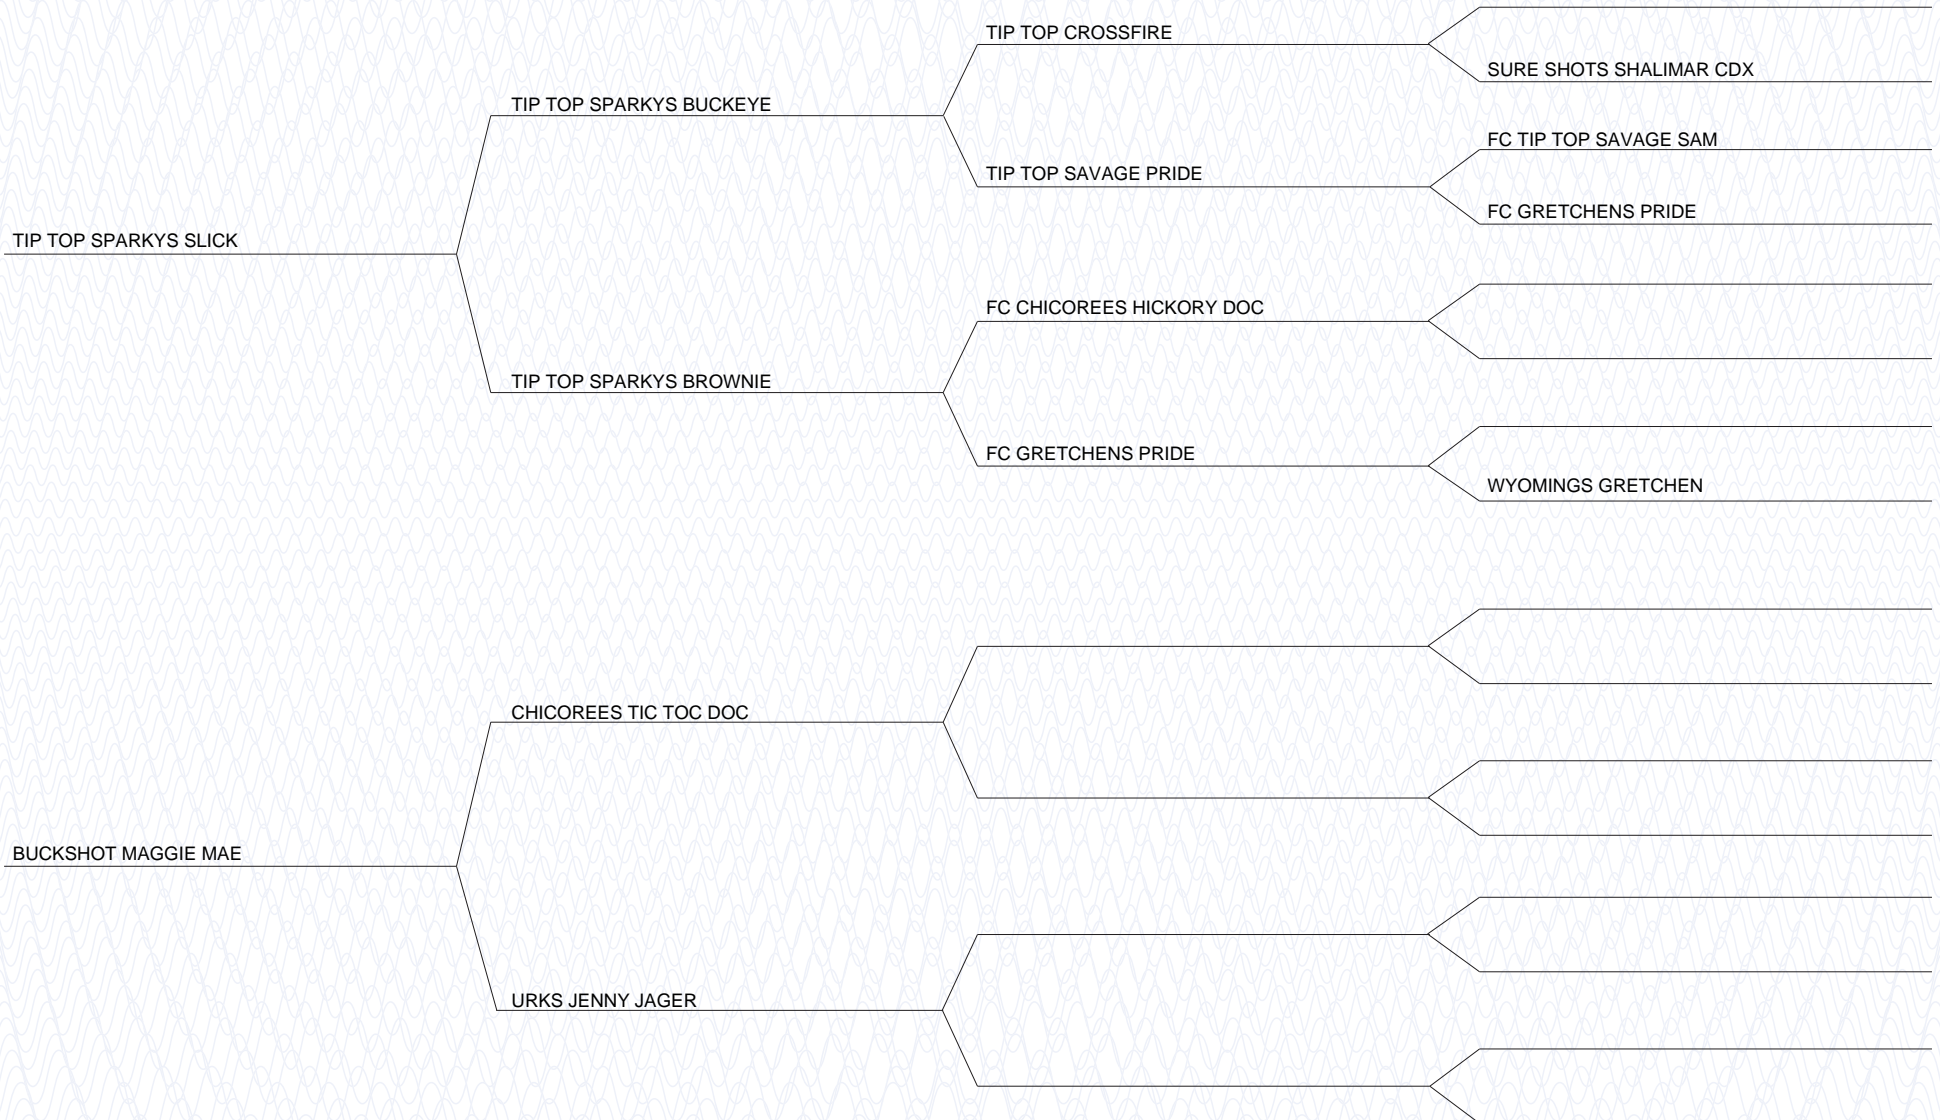 TIP TOP CROSSFIRE
SURE SHOTS SHALIMAR CDX
TIP TOP SPARKYS BUCKEYE
FC TIP TOP SAVAGE SAM
TIP TOP SAVAGE PRIDE
FC GRETCHENS PRIDE
TIP TOP SPARKYS SLICK
FC CHICOREES HICKORY DOC
TIP TOP SPARKYS BROWNIE
FC GRETCHENS PRIDE
WYOMINGS GRETCHEN
CHICOREES TIC TOC DOC
BUCKSHOT MAGGIE MAE
URKS JENNY JAGER